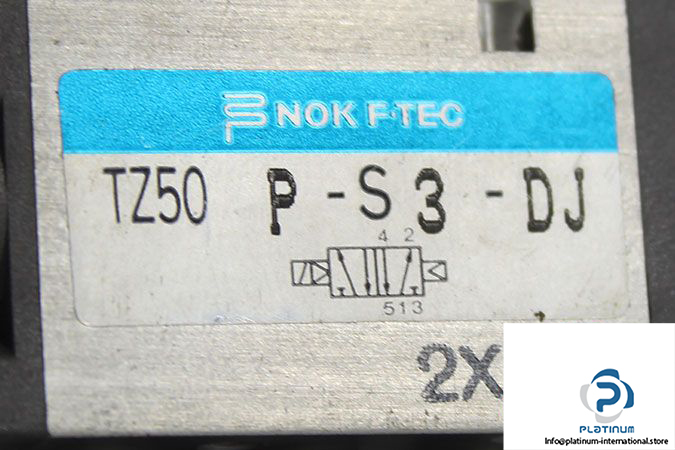 NOK F·TEC
TZ50 P-S3-DJ
4 2
513
2X
PLATINUM
Info@platinum-international.store